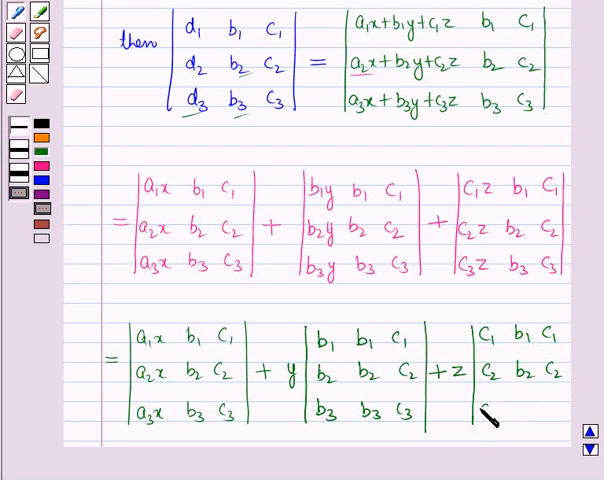 then | d₁ b₁ c₁ | = | a₁x+b₁y+c₁z b₁ c₁ |
| d₂ b₂ c₂ | | a₂x+b₂y+c₂z b₂ c₂ |
| d₃ b₃ c₃ | | a₃x+b₃y+c₃z b₃ c₃ |
= | a₁x b₁ c₁ | + | b₁y b₁ c₁ | + | c₁z b₁ c₁ |
| a₂x b₂ c₂ | | b₂y b₂ c₂ | | c₂z b₂ c₂ |
| a₃x b₃ c₃ | | b₃y b₃ c₃ | | c₃z b₃ c₃ |
= | a₁x b₁ c₁ | + y | b₁ b₁ c₁ | + z | c₁ b₁ c₁
| a₂x b₂ c₂ | | b₂ b₂ c₂ | | c₂ b₂ c₂
| a₃x b₃ c₃ | | b₃ b₃ c₃ |